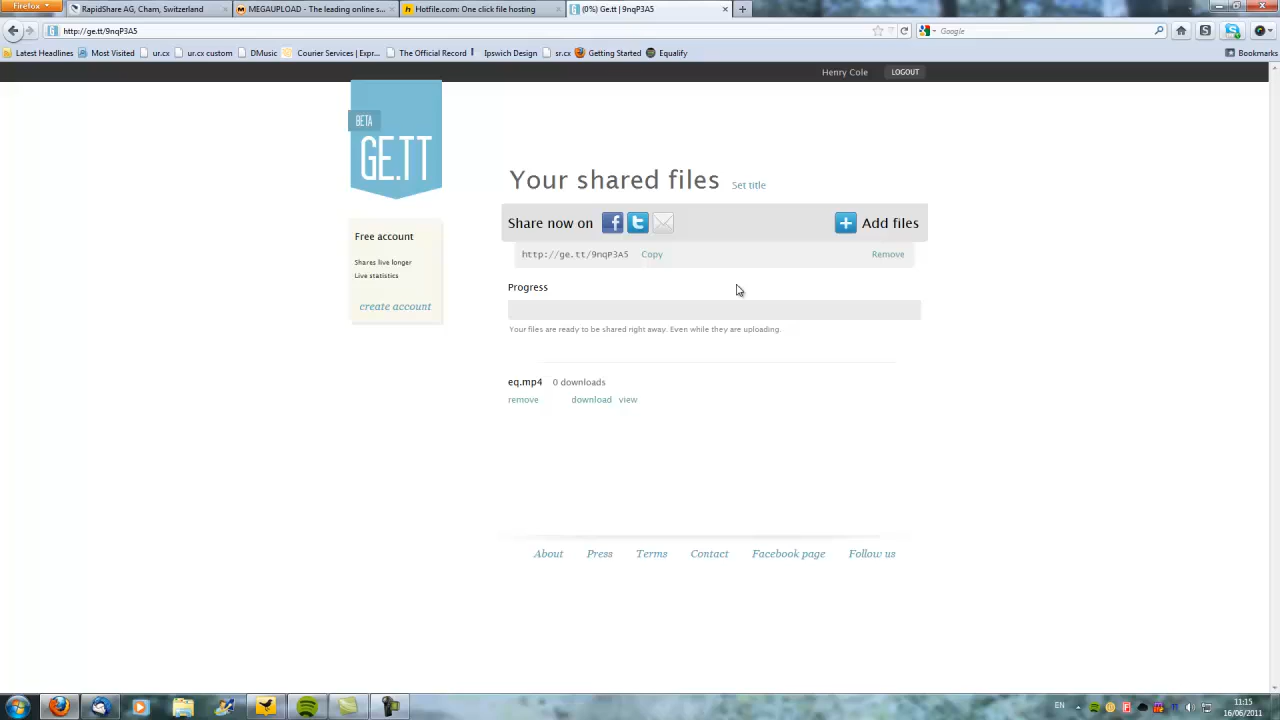 Firefox
RapidShare AG, Cham, Switzerland
MEGAUPLOAD - The leading online s...
Hotfile.com: One click file hosting
(0%) Ge.tt | 9nqP3A5
http://ge.tt/9nqP3A5
Google
Latest Headlines
Most Visited
ur.cx
ur.cx custom
DMusic
Courier Services | Expr...
The Official Record
Ipswich Design
sr.cx
Getting Started
Equalify
Bookmarks
Henry Cole
LOGOUT
BETA
GE.TT
Your shared files
Set title
Share now on
Add files
Free account
http://ge.tt/9nqP3A5
Copy
Remove
Shares live longer
Live statistics
Progress
create account
Your files are ready to be shared right away. Even while they are uploading.
eq.mp4 0 downloads
remove download view
About Press Terms Contact Facebook page Follow us
EN
11:15
16/06/2011